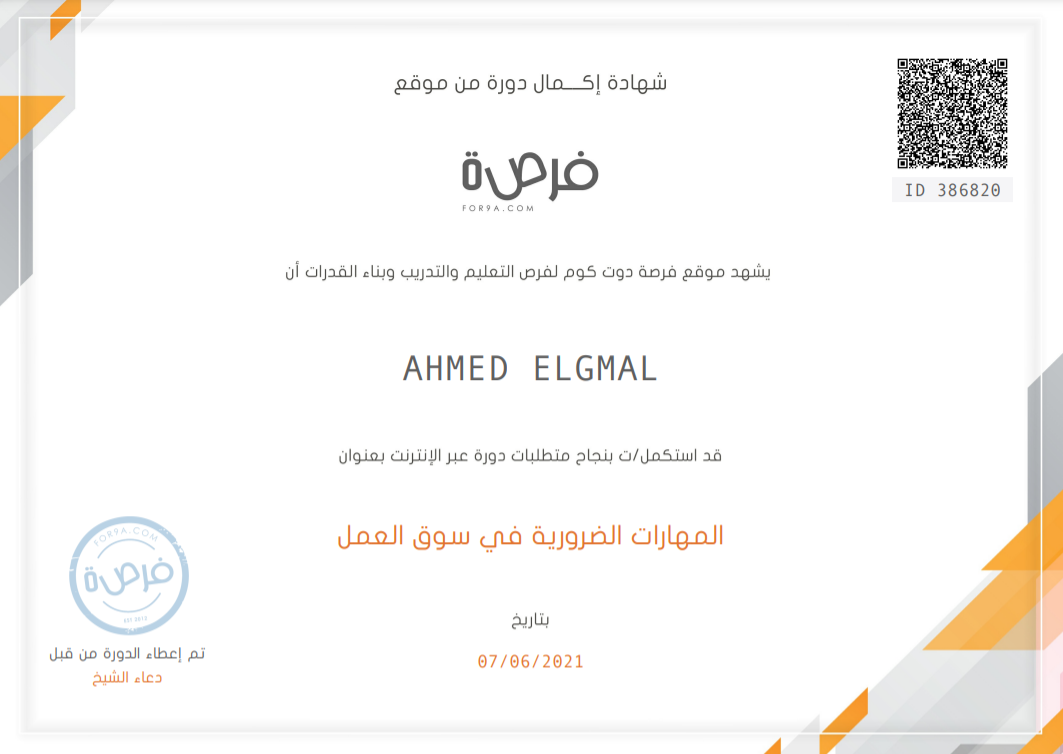 شهادة إكـــمال دورة من موقع
ID 386820
فرصة
FOR9A.COM
يشهد موقع فرصة دوت كوم لفرص التعليم والتدريب وبناء القدرات أن
AHMED ELGMAL
قد استكمل/ت بنجاح متطلبات دورة عبر الإنترنت بعنوان
المهارات الضرورية في سوق العمل
بتاريخ
07/06/2021
FOR9A.COM
فرصة
تم إعطاء الدورة من قبل
دعاء الشيخ